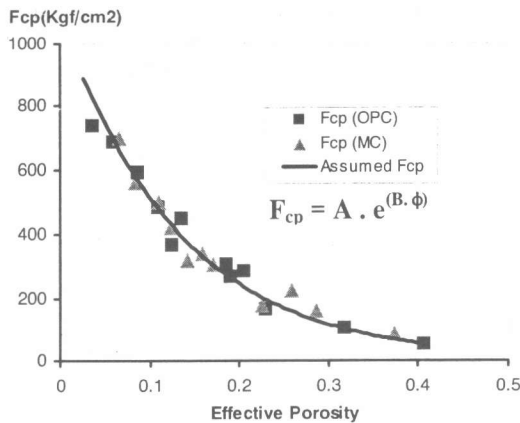 Fcp(Kgf/cm2)
1000
800
600
400
200
0
Fcp (OPC)
Fcp (MC)
Assumed Fcp
Fcp = A . e(B. ϕ)
0 0.1 0.2 0.3 0.4 0.5
Effective Porosity